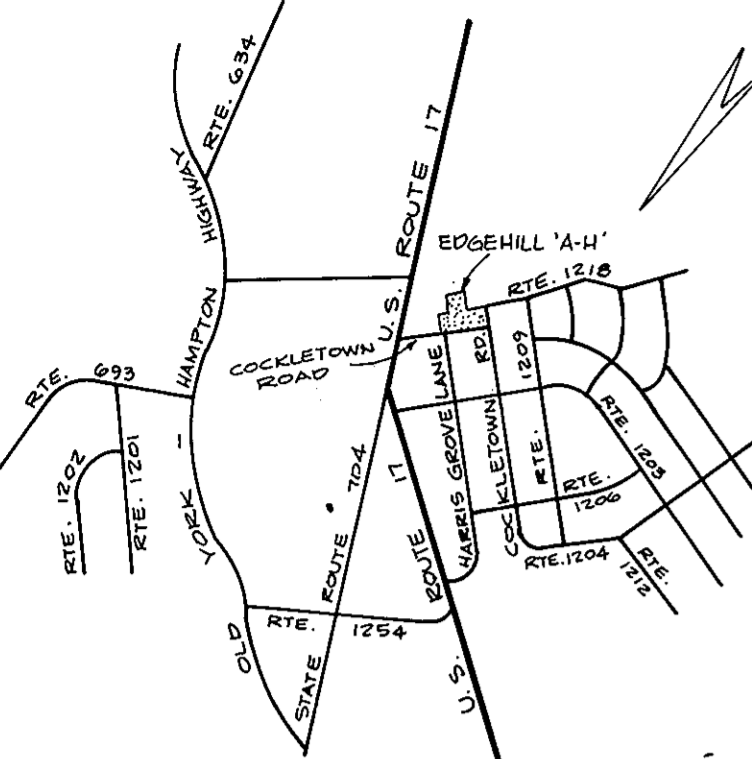 RTE. 634
OLD YORK – HAMPTON HIGHWAY
U.S. ROUTE 17
EDGEHILL 'A-H'
RTE. 1218
COCKLETOWN
ROAD
RTE. 693
RTE. 1202
RTE. 1201
STATE ROUTE 704
HARRIS GROVE LANE
COCKLETOWN RD.
RTE. 1209
RTE. 1203
RTE.
1206
RTE. 1204
RTE.
1212
RTE. 1254
U.S. ROUTE 17